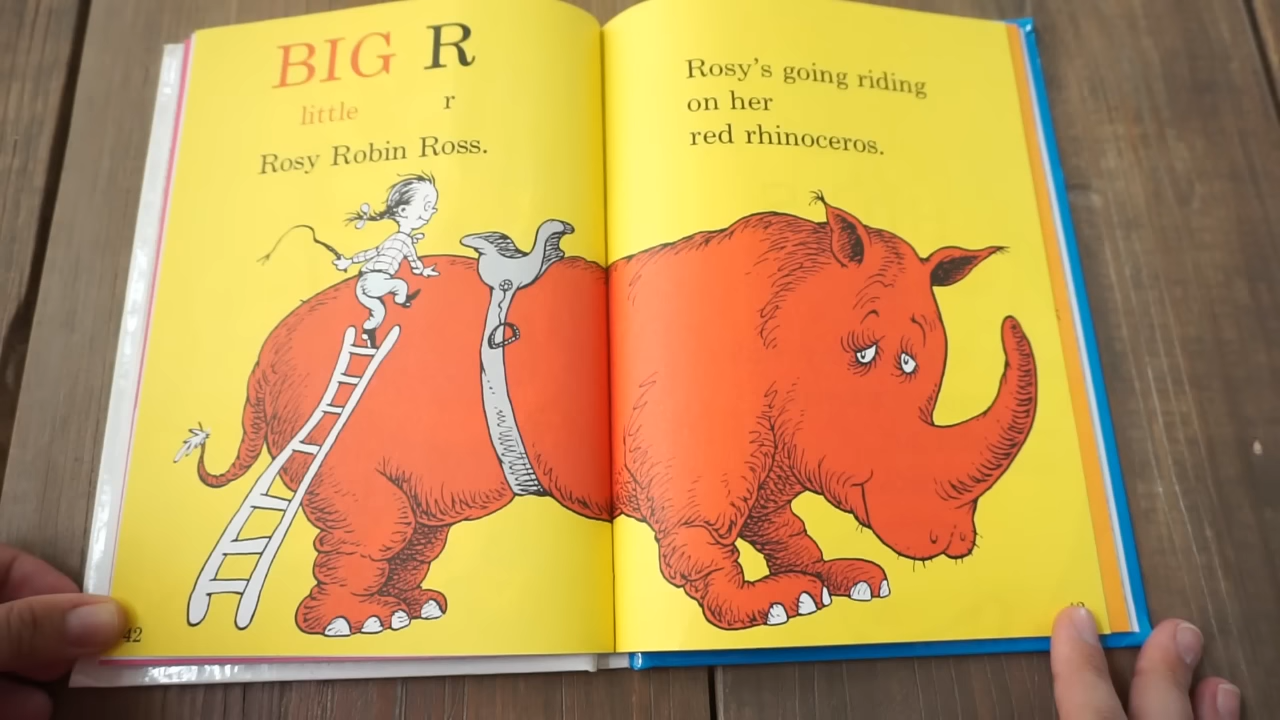 BIG R
little r
Rosy Robin Ross.
42
Rosy's going riding
on her
red rhinoceros.